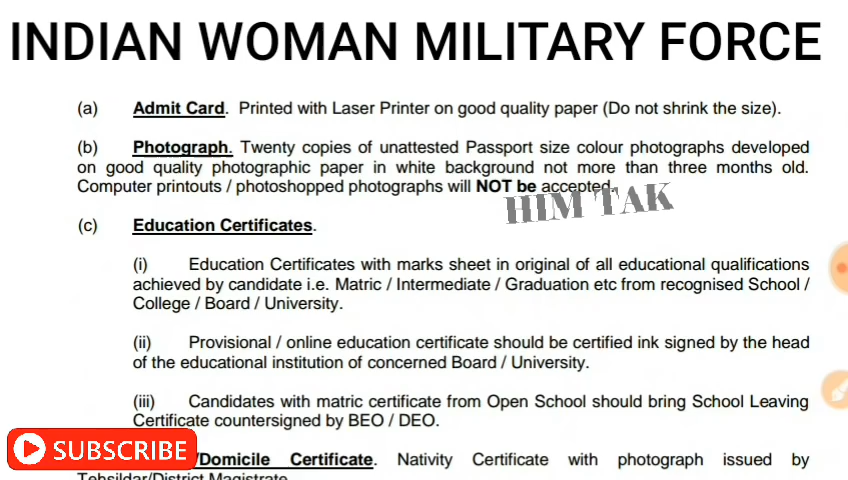 INDIAN WOMAN MILITARY FORCE
(a) Admit Card. Printed with Laser Printer on good quality paper (Do not shrink the size).
(b) Photograph. Twenty copies of unattested Passport size colour photographs developed
on good quality photographic paper in white background not more than three months old.
Computer printouts / photoshopped photographs will NOT be accepted.
HIM TAK
(c) Education Certificates.
(i) Education Certificates with marks sheet in original of all educational qualifications
achieved by candidate i.e. Matric / Intermediate / Graduation etc from recognised School /
College / Board / University.
(ii) Provisional / online education certificate should be certified ink signed by the head
of the educational institution of concerned Board / University.
(iii) Candidates with matric certificate from Open School should bring School Leaving
Certificate countersigned by BEO / DEO.
SUBSCRIBE
/Domicile Certificate. Nativity Certificate with photograph issued by
Tehsildar/District Magistrate.